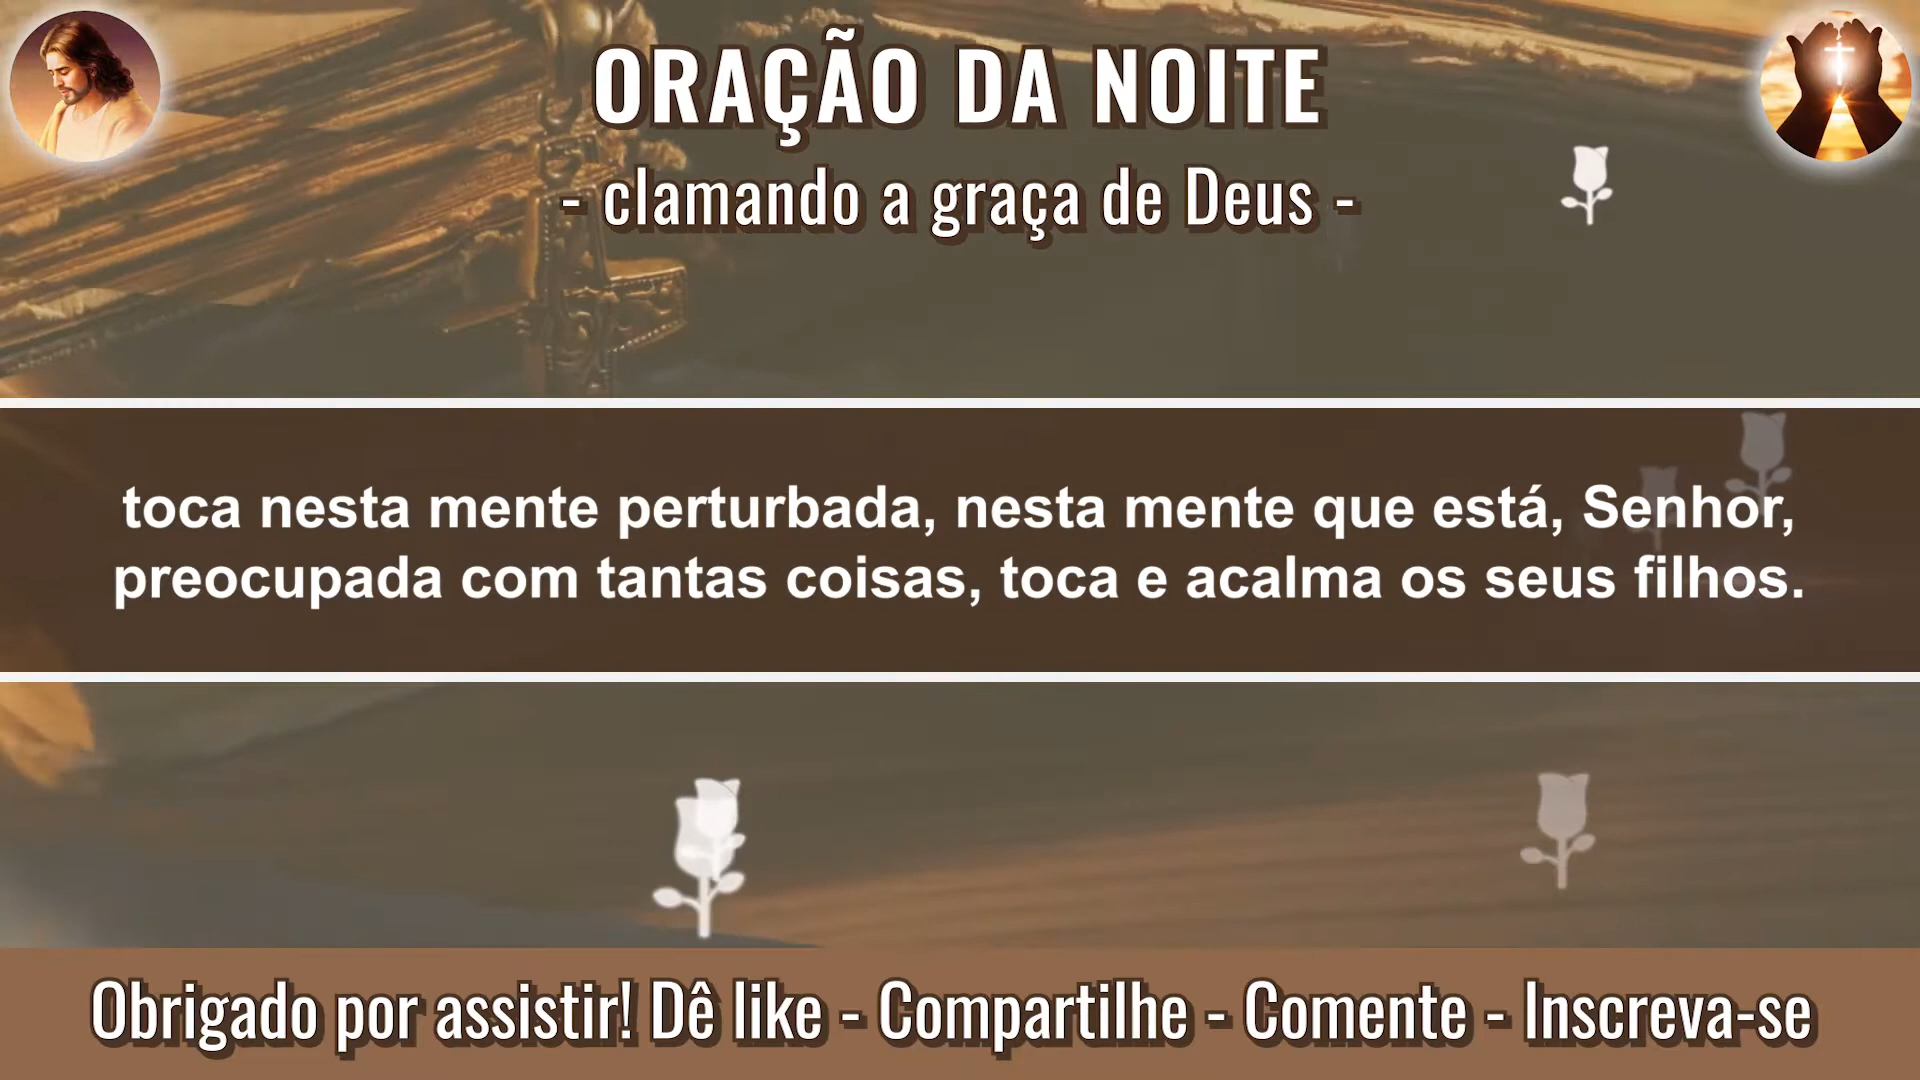 ORAÇÃO DA NOITE
- clamando a graça de Deus -
toca nesta mente perturbada, nesta mente que está, Senhor,
preocupada com tantas coisas, toca e acalma os seus filhos.
Obrigado por assistir! Dê like - Compartilhe - Comente - Inscreva-se